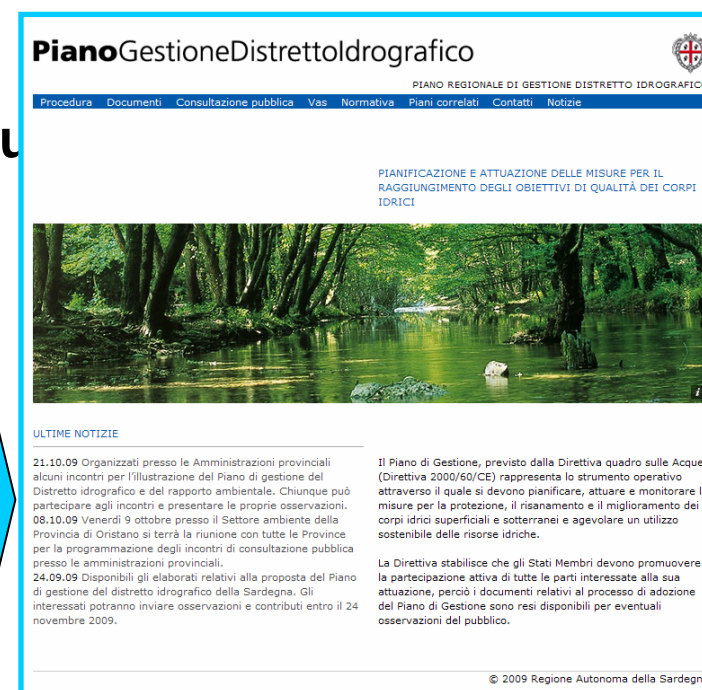 PianoGestioneDistrettoIdrografico
PIANO REGIONALE DI GESTIONE DISTRETTO IDROGRAFICO
Procedura Documenti Consultazione pubblica Vas Normativa Piani correlati Contatti Notizie
PIANIFICAZIONE E ATTUAZIONE DELLE MISURE PER IL
RAGGIUNGIMENTO DEGLI OBIETTIVI DI QUALITÀ DEI CORPI
IDRICI
i
ULTIME NOTIZIE
21.10.09 Organizzati presso le Amministrazioni provinciali
alcuni incontri per l'illustrazione del Piano di gestione del
Distretto idrografico e del rapporto ambientale. Chiunque può
partecipare agli incontri e presentare le proprie osservazioni.
08.10.09 Venerdì 9 ottobre presso il Settore ambiente della
Provincia di Oristano si terrà la riunione con tutte le Province
per la programmazione degli incontri di consultazione pubblica
presso le amministrazioni provinciali.
24.09.09 Disponibili gli elaborati relativi alla proposta del Piano
di gestione del distretto idrografico della Sardegna. Gli
interessati potranno inviare osservazioni e contributi entro il 24
novembre 2009.
Il Piano di Gestione, previsto dalla Direttiva quadro sulle Acque
(Direttiva 2000/60/CE) rappresenta lo strumento operativo
attraverso il quale si devono pianificare, attuare e monitorare l
misure per la protezione, il risanamento e il miglioramento dei
corpi idrici superficiali e sotterranei e agevolare un utilizzo
sostenibile delle risorse idriche.
La Direttiva stabilisce che gli Stati Membri devono promuovere
la partecipazione attiva di tutte le parti interessate alla sua
attuazione, perciò i documenti relativi al processo di adozione
del Piano di Gestione sono resi disponibili per eventuali
osservazioni del pubblico.
© 2009 Regione Autonoma della Sardegn